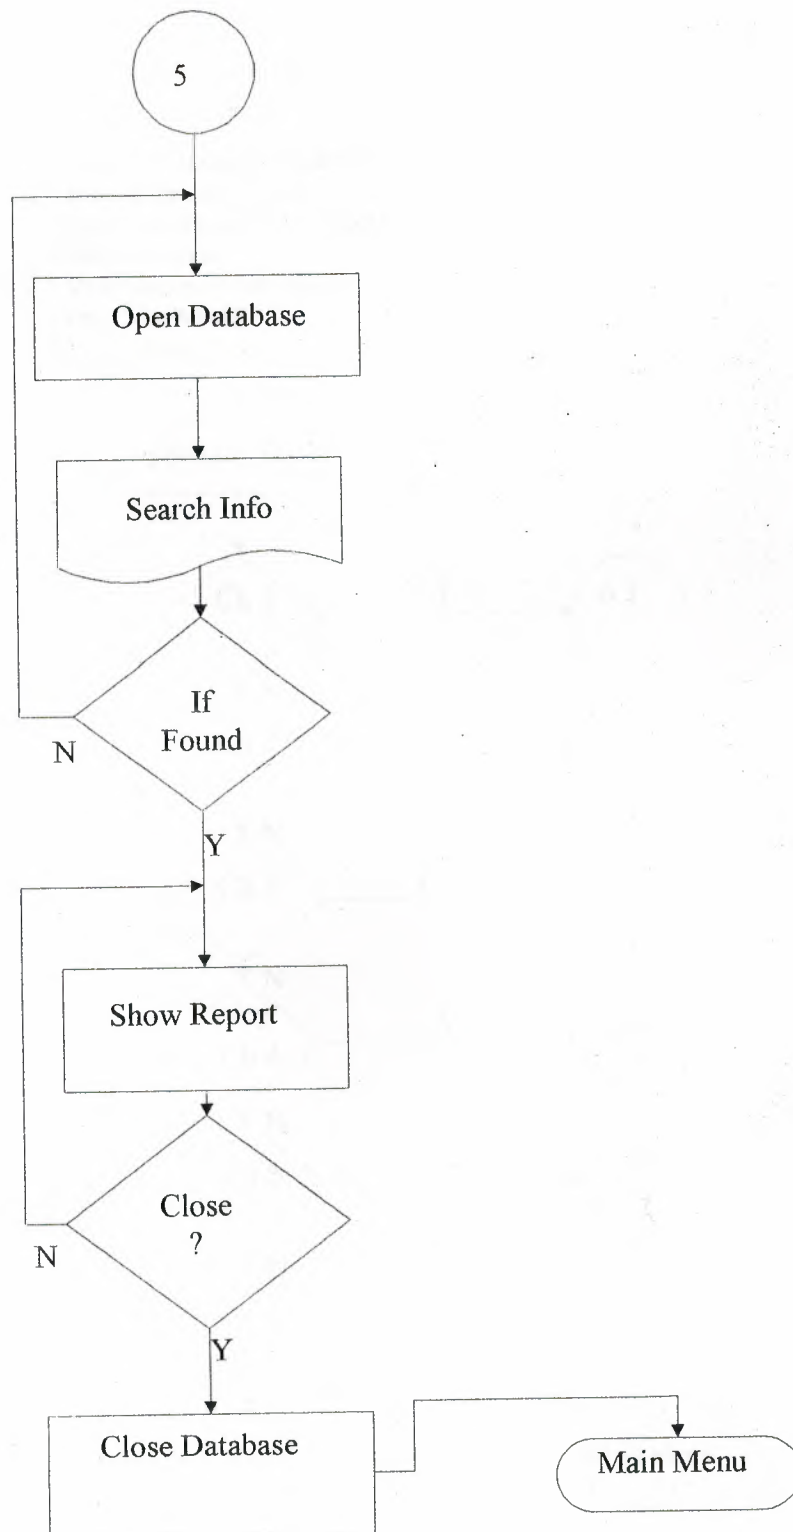 5
Open Database
Search Info
If
Found
N
Y
Show Report
Close
?
N
Y
Close Database
Main Menu